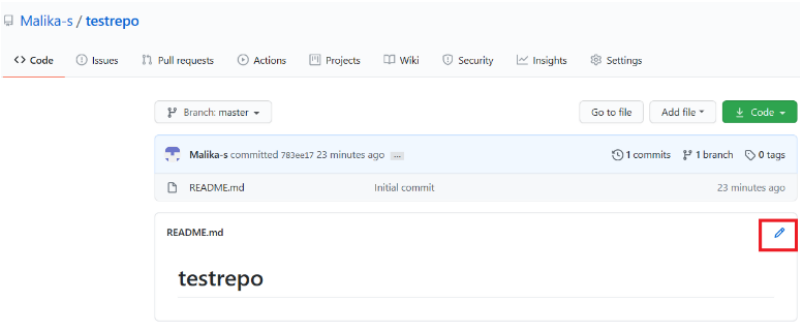 Malika-s / testrepo
Code Issues Pull requests Actions Projects Wiki Security Insights Settings
Branch: master Go to file Add file Code
Malika-s committed 783ee17 23 minutes ago ... 1 commits 1 branch 0 tags
README.md Initial commit 23 minutes ago
README.md
testrepo